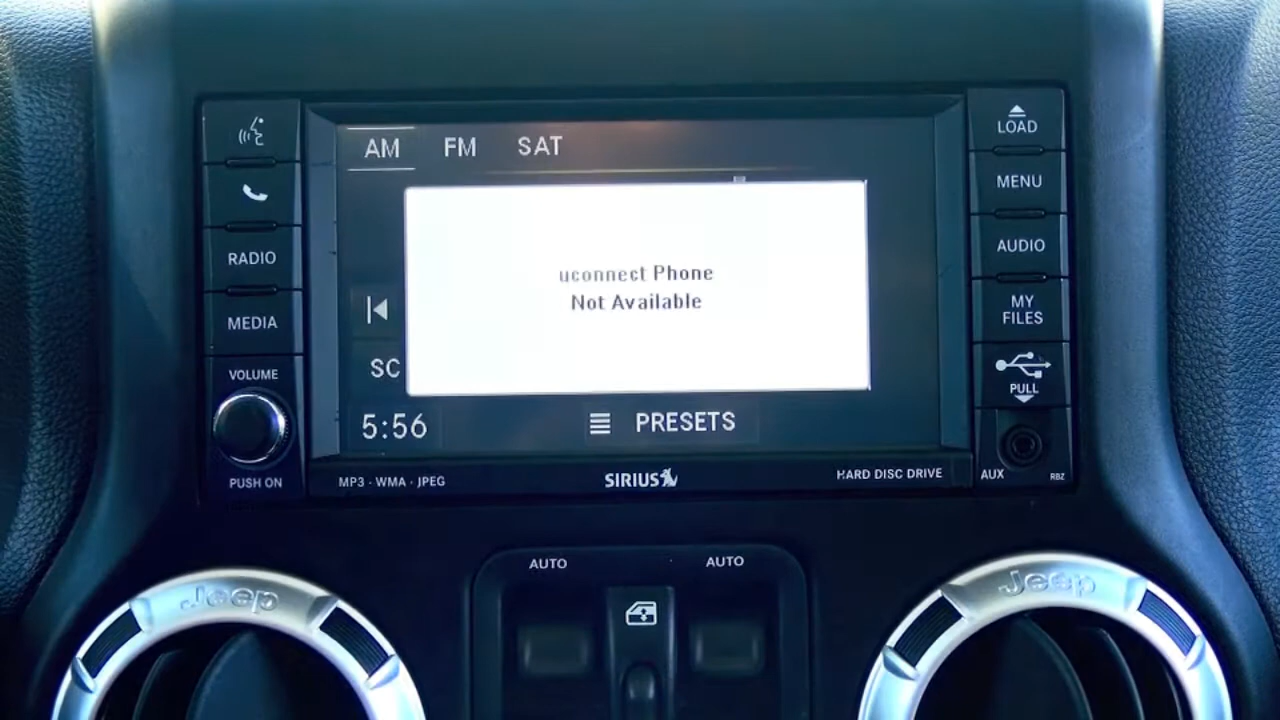 AM FM SAT
uconnect Phone
Not Available
SC
5:56
PRESETS
RADIO
MEDIA
VOLUME
PUSH ON
LOAD
MENU
AUDIO
MY
FILES
PULL
AUX
RBZ
MP3 - WMA - JPEG
SIRIUS
HARD DISC DRIVE
AUTO
AUTO
Jeep
Jeep